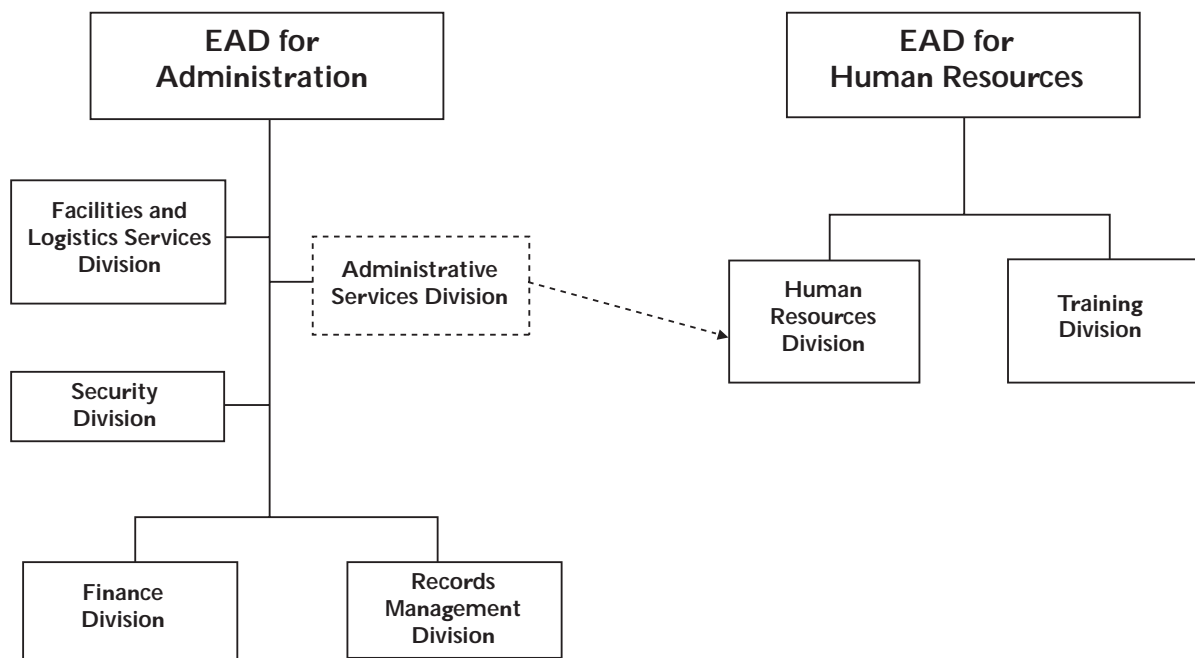 EAD for
Administration
EAD for
Human Resources
Facilities and
Logistics Services
Division
Administrative
Services Division
Human
Resources
Division
Training
Division
Security
Division
Finance
Division
Records
Management
Division